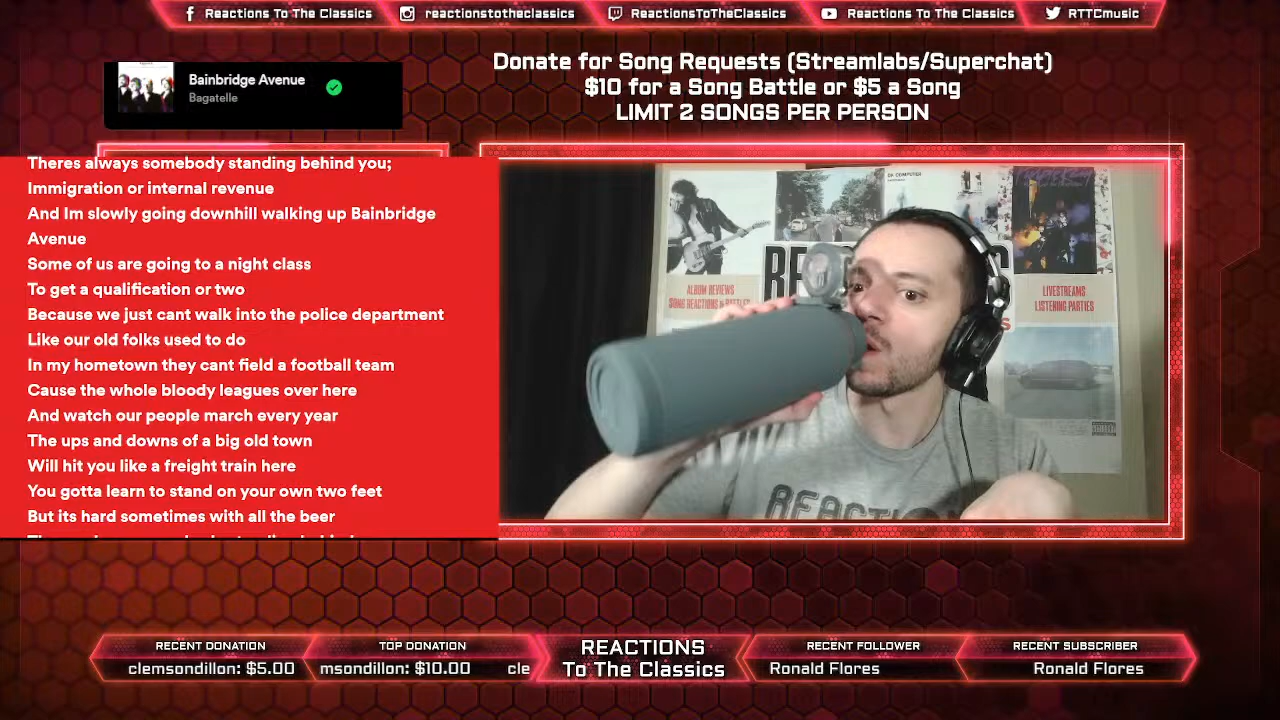 Reactions To The Classics
reactionstotheclassics
ReactionsToTheClassics
Reactions To The Classics
RTTCmusic
Bainbridge Avenue
Bagatelle
Donate for Song Requests (Streamlabs/Superchat)
$10 for a Song Battle or $5 a Song
LIMIT 2 SONGS PER PERSON
Theres always somebody standing behind you;
Immigration or internal revenue
And Im slowly going downhill walking up Bainbridge
Avenue
Some of us are going to a night class
To get a qualification or two
Because we just cant walk into the police department
Like our old folks used to do
In my hometown they cant field a football team
Cause the whole bloody leagues over here
And watch our people march every year
The ups and downs of a big old town
Will hit you like a freight train here
You gotta learn to stand on your own two feet
But its hard sometimes with all the beer
OK COMPUTER
ALBUM REVIEWS
SONG REACTIONS & BATTLES
LIVESTREAMS
LISTENING PARTIES
REACTION
RECENT DONATION
clemsondillon: $5.00
TOP DONATION
msondillon: $10.00
cle
REACTIONS
To The Classics
RECENT FOLLOWER
Ronald Flores
RECENT SUBSCRIBER
Ronald Flores